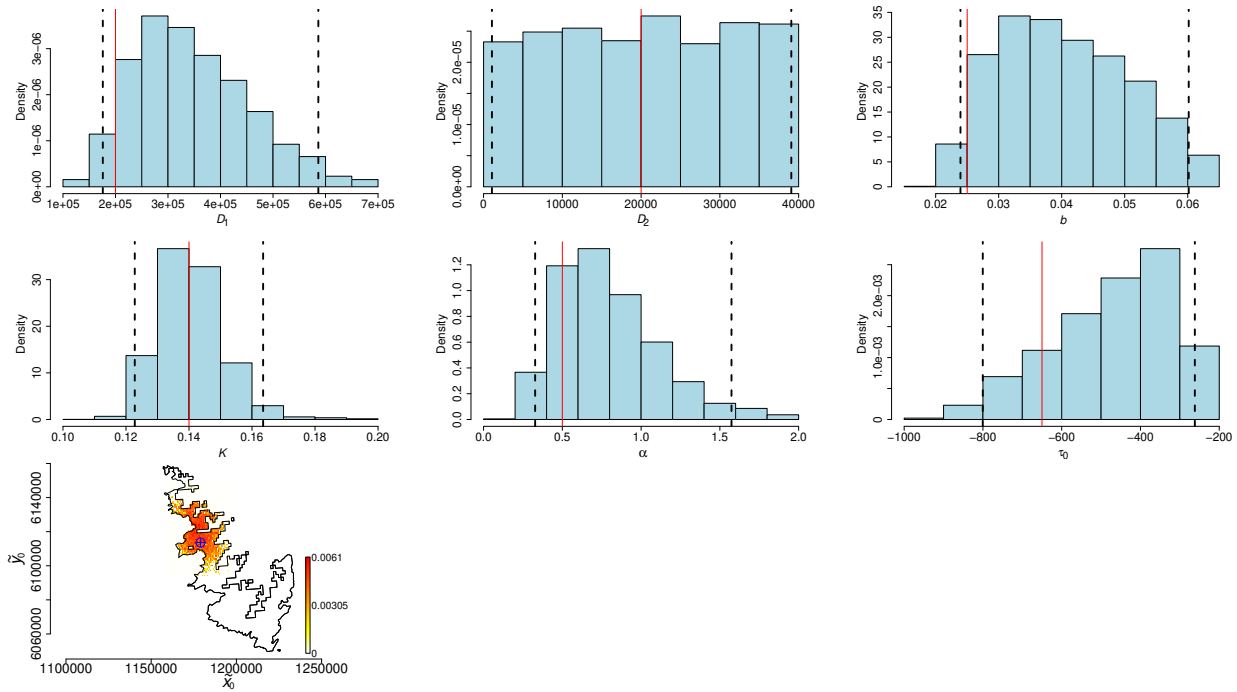 Density
0e+00 1e−06 2e−06 3e−06
1e+05 2e+05 3e+05 4e+05 5e+05 6e+05 7e+05
D1
Density
0.0e+00 1.0e−05 2.0e−05
0 10000 20000 30000 40000
D2
Density
0 5 10 15 20 25 30 35
0.02 0.03 0.04 0.05 0.06
b
Density
0 10 20 30
0.10 0.12 0.14 0.16 0.18 0.20
K
Density
0.0 0.2 0.4 0.6 0.8 1.0 1.2
0.0 0.5 1.0 1.5 2.0
α
Density
0 1.0e−03 2.0e−03
−1000 −800 −600 −400 −200
τ0
ỹ0
6060000 6100000 6140000
0.0061
0.00305
0
1100000 1150000 1200000 1250000
x̃0